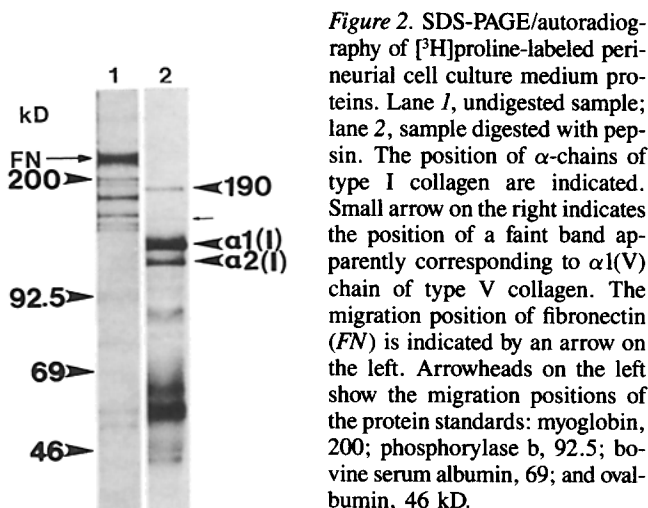 1 2
kD
FN
200
190
α1(I)
α2(I)
92.5
69
46
Figure 2. SDS-PAGE/autoradiog-
raphy of [³H]proline-labeled peri-
neurial cell culture medium pro-
teins. Lane 1, undigested sample;
lane 2, sample digested with pep-
sin. The position of α-chains of
type I collagen are indicated.
Small arrow on the right indicates
the position of a faint band ap-
parently corresponding to α1(V)
chain of type V collagen. The
migration position of fibronectin
(FN) is indicated by an arrow on
the left. Arrowheads on the left
show the migration positions of
the protein standards: myoglobin,
200; phosphorylase b, 92.5; bo-
vine serum albumin, 69; and oval-
bumin, 46 kD.